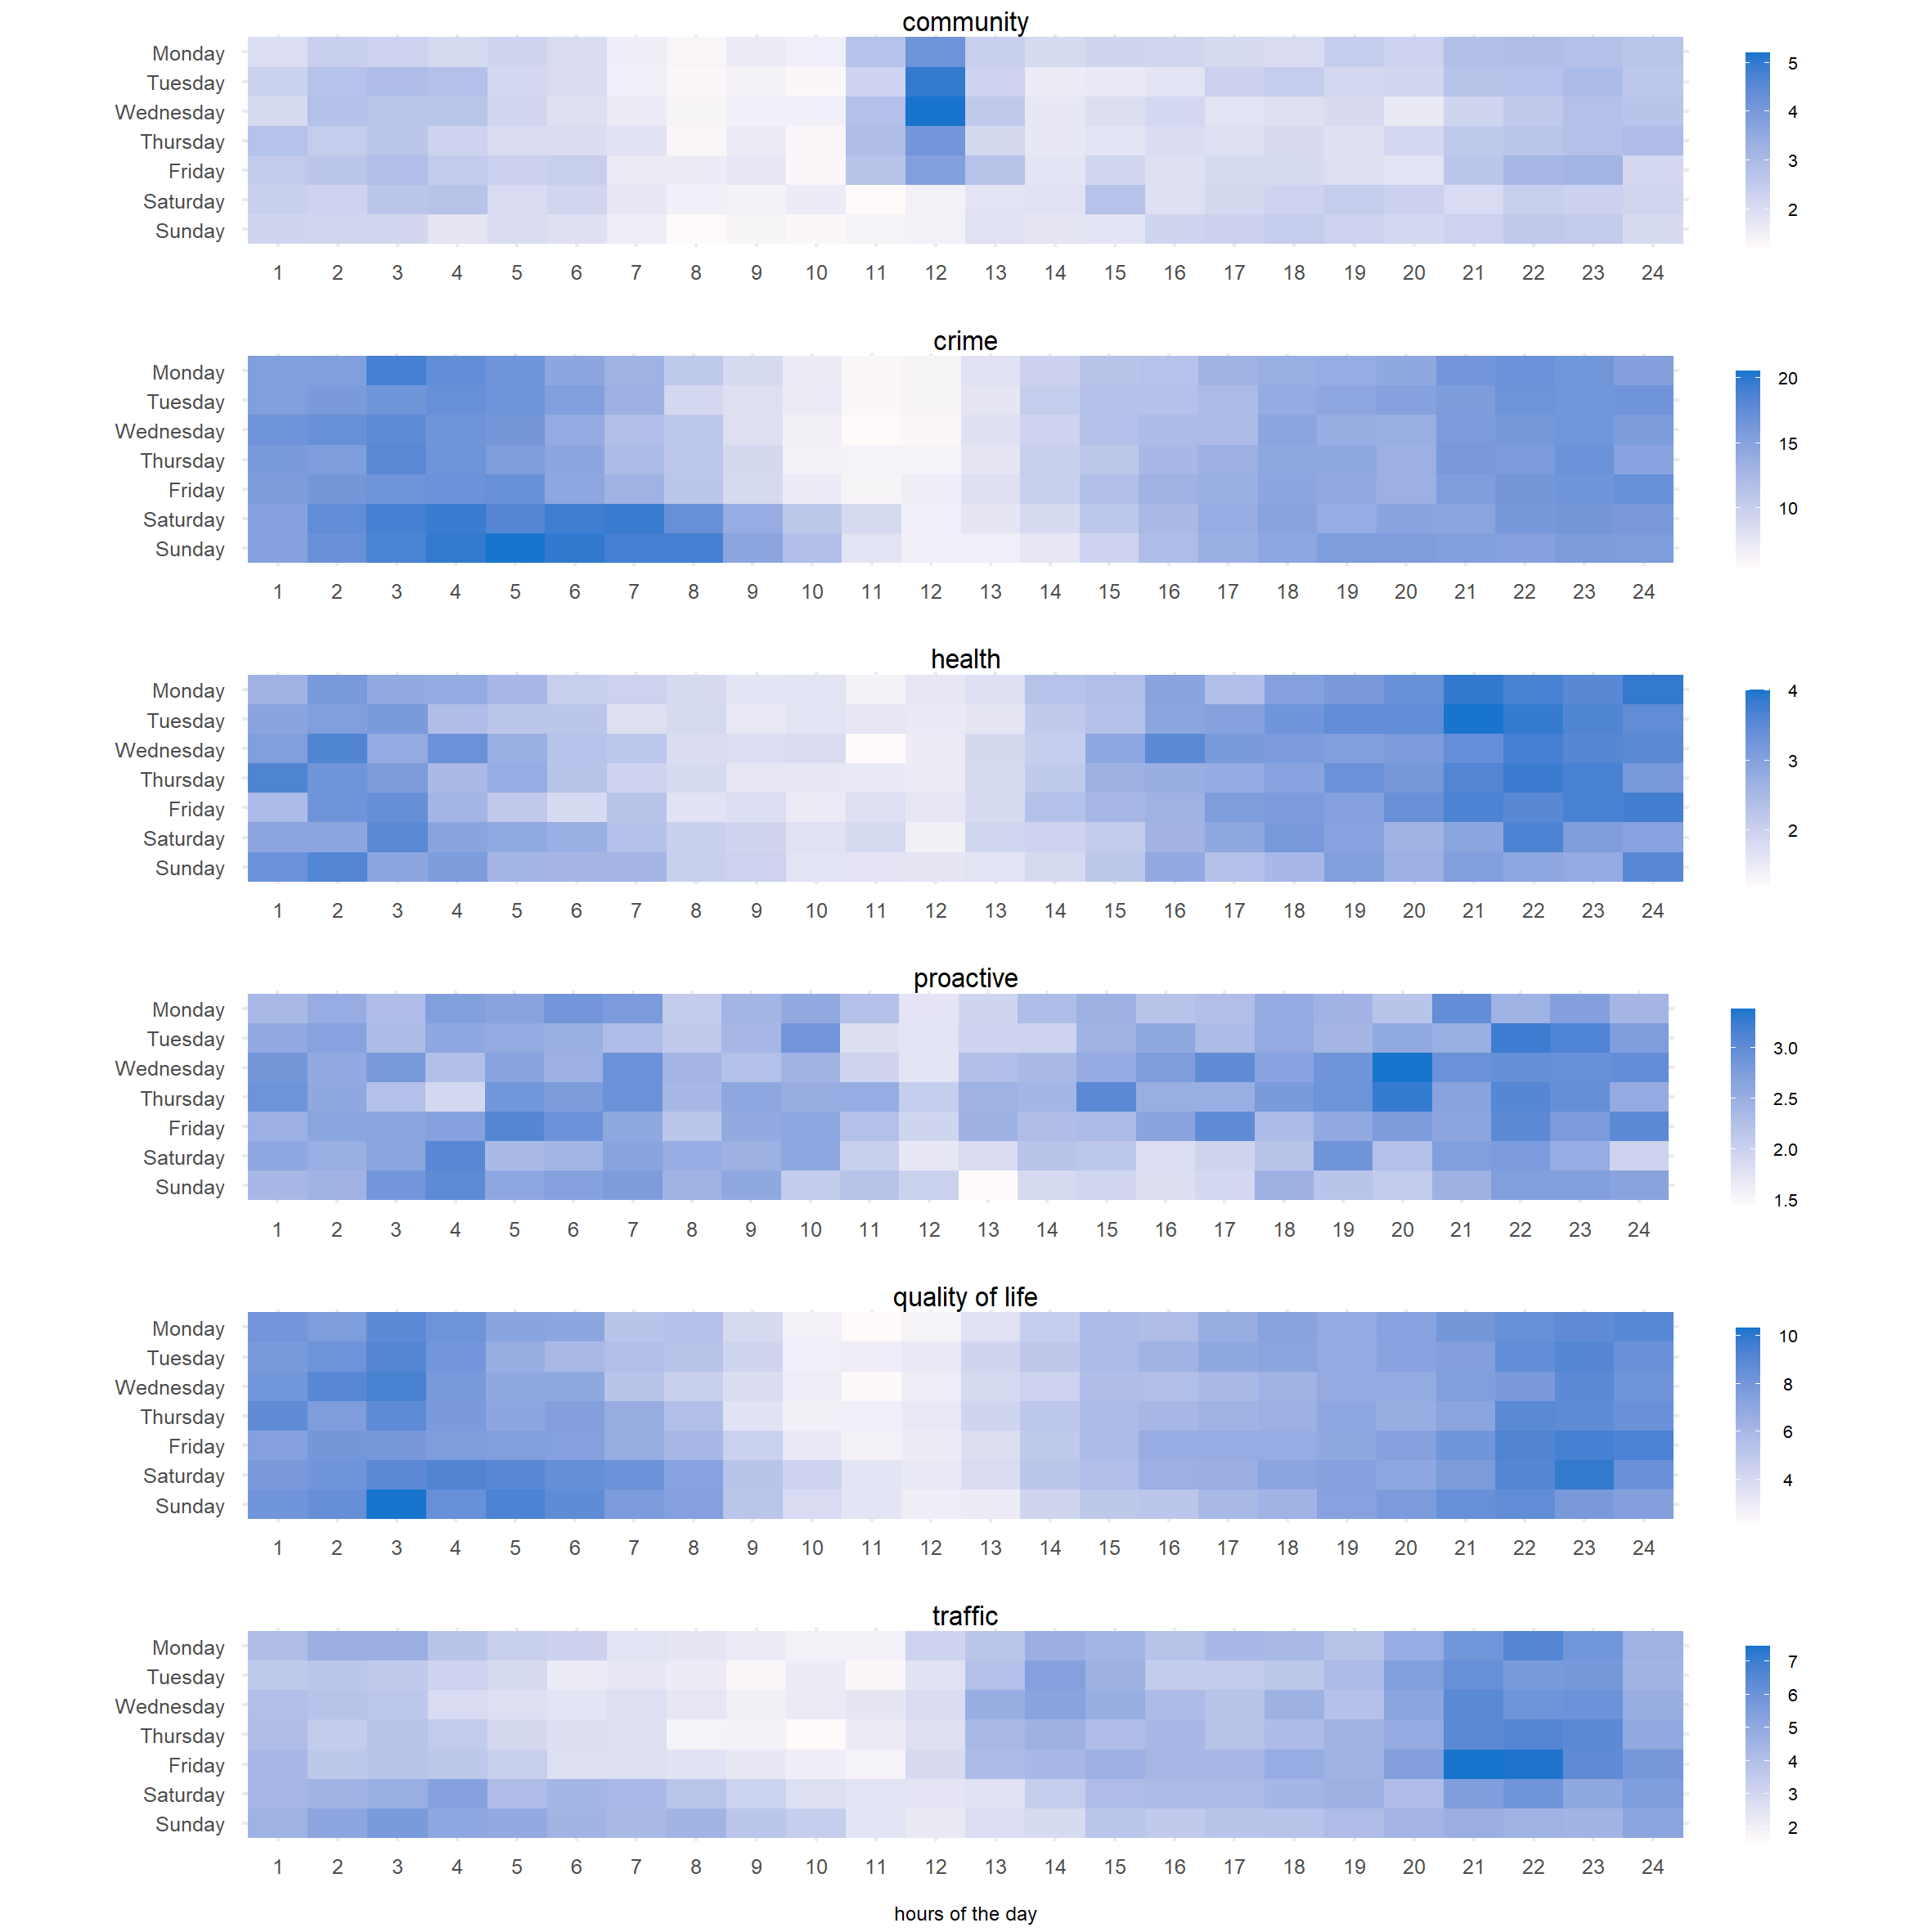 community
Monday
Tuesday
Wednesday
Thursday
Friday
Saturday
Sunday
5
4
3
2
1 2 3 4 5 6 7 8 9 10 11 12 13 14 15 16 17 18 19 20 21 22 23 24
crime
Monday
Tuesday
Wednesday
Thursday
Friday
Saturday
Sunday
20
15
10
1 2 3 4 5 6 7 8 9 10 11 12 13 14 15 16 17 18 19 20 21 22 23 24
health
Monday
Tuesday
Wednesday
Thursday
Friday
Saturday
Sunday
4
3
2
1 2 3 4 5 6 7 8 9 10 11 12 13 14 15 16 17 18 19 20 21 22 23 24
proactive
Monday
Tuesday
Wednesday
Thursday
Friday
Saturday
Sunday
3.0
2.5
2.0
1.5
1 2 3 4 5 6 7 8 9 10 11 12 13 14 15 16 17 18 19 20 21 22 23 24
quality of life
Monday
Tuesday
Wednesday
Thursday
Friday
Saturday
Sunday
10
8
6
4
1 2 3 4 5 6 7 8 9 10 11 12 13 14 15 16 17 18 19 20 21 22 23 24
traffic
Monday
Tuesday
Wednesday
Thursday
Friday
Saturday
Sunday
7
6
5
4
3
2
1 2 3 4 5 6 7 8 9 10 11 12 13 14 15 16 17 18 19 20 21 22 23 24
hours of the day